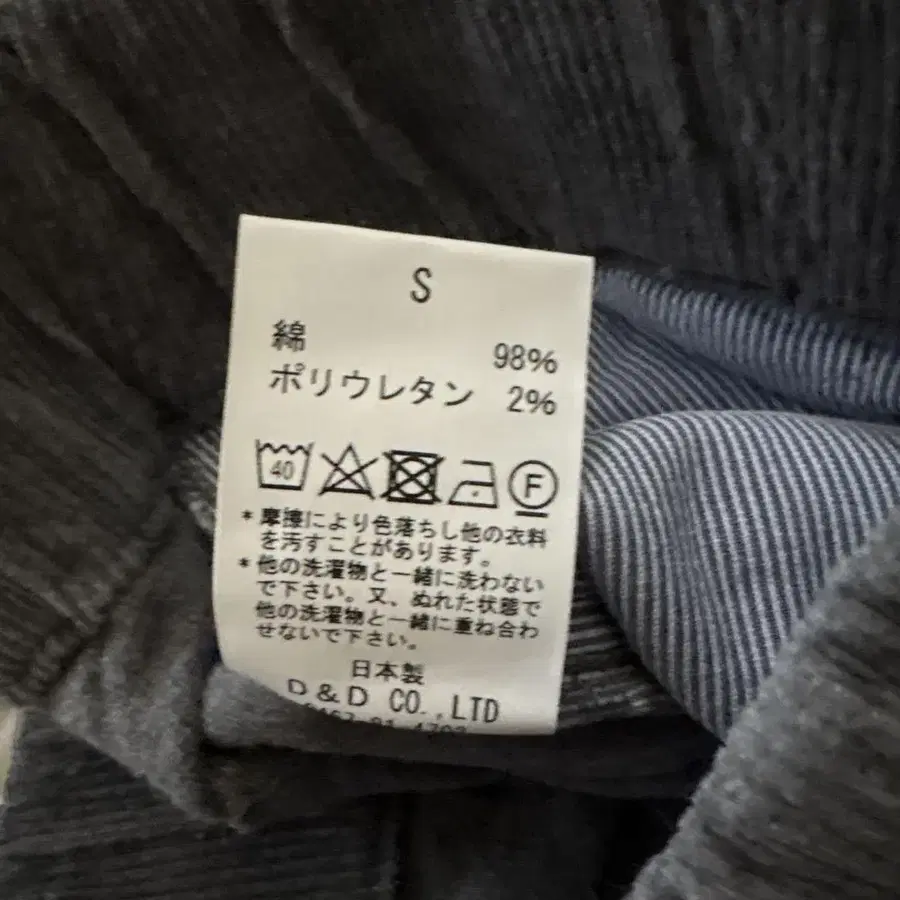 S
綿 98%
ポリウレタン 2%
40 F
*摩擦により色落ちし他の衣料
を汚すことがあります。
*他の洗濯物と一緒に洗わない
で下さい。又、ぬれた状態で
他の洗濯物と一緒に重ね合わ
せないで下さい。
日本製
D&D CO.,LTD